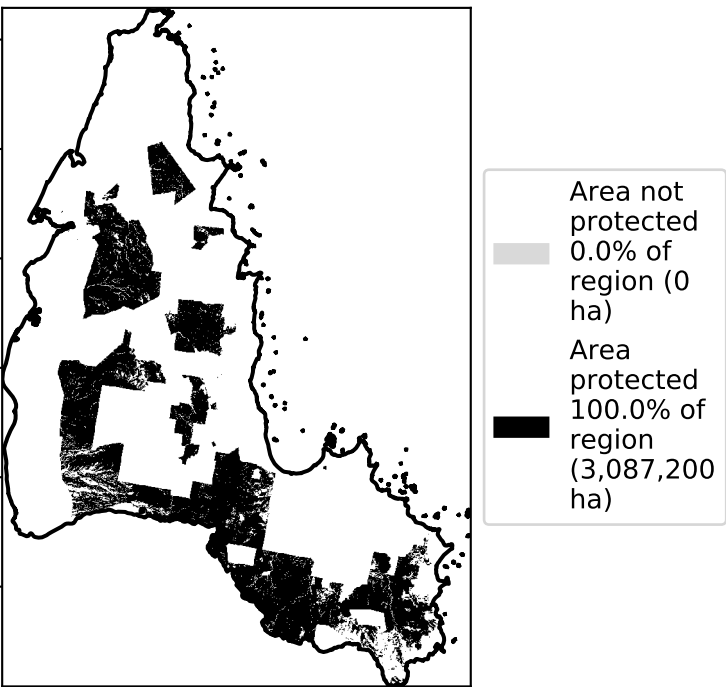 Area not
protected
0.0% of
region (0
ha)
Area
protected
100.0% of
region
(3,087,200
ha)